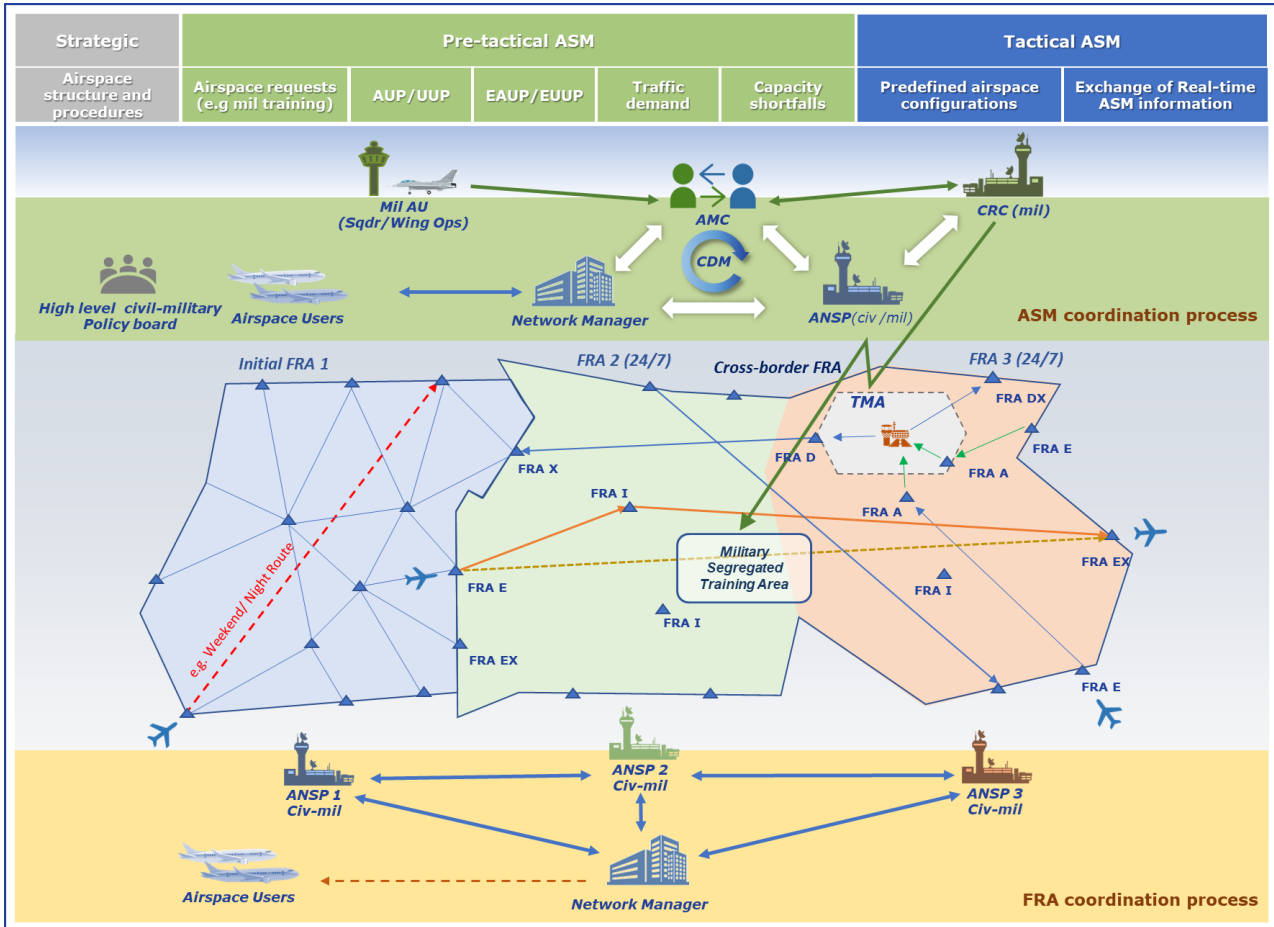 Strategic
Pre-tactical ASM
Tactical ASM
Airspace
structure and
procedures
Airspace requests
(e.g mil training)
AUP/UUP
EAUP/EUUP
Traffic
demand
Capacity
shortfalls
Predefined airspace
configurations
Exchange of Real-time
ASM information
Mil AU
(Sqdr/Wing Ops)
AMC
CRC (mil)
CDM
High level civil-military
Policy board
Airspace Users
Network Manager
ANSP(civ /mil)
ASM coordination process
Initial FRA 1
FRA 2 (24/7)
Cross-border FRA
FRA 3 (24/7)
TMA
FRA DX
FRA X
FRA D
FRA E
FRA A
FRA I
FRA A
e.g. Weekend/ Night Route
Military
Segregated
Training Area
FRA EX
FRA E
FRA I
FRA I
FRA EX
FRA E
ANSP 1
Civ-mil
ANSP 2
Civ-mil
ANSP 3
Civ-mil
Airspace Users
Network Manager
FRA coordination process